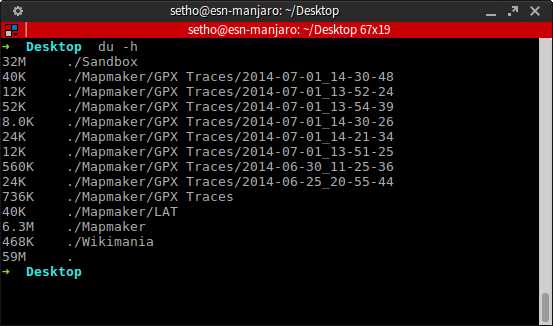 setho@esn-manjaro: ~/Desktop
setho@esn-manjaro: ~/Desktop 67x19
➜  Desktop  du -h
32M     ./Sandbox
40K     ./Mapmaker/GPX Traces/2014-07-01_14-30-48
12K     ./Mapmaker/GPX Traces/2014-07-01_13-52-24
52K     ./Mapmaker/GPX Traces/2014-07-01_13-54-39
8.0K    ./Mapmaker/GPX Traces/2014-07-01_14-30-26
24K     ./Mapmaker/GPX Traces/2014-07-01_14-21-34
12K     ./Mapmaker/GPX Traces/2014-07-01_13-51-25
560K    ./Mapmaker/GPX Traces/2014-06-30_11-25-36
24K     ./Mapmaker/GPX Traces/2014-06-25_20-55-44
736K    ./Mapmaker/GPX Traces
40K     ./Mapmaker/LAT
6.3M    ./Mapmaker
468K    ./Wikimania
59M     .
➜  Desktop